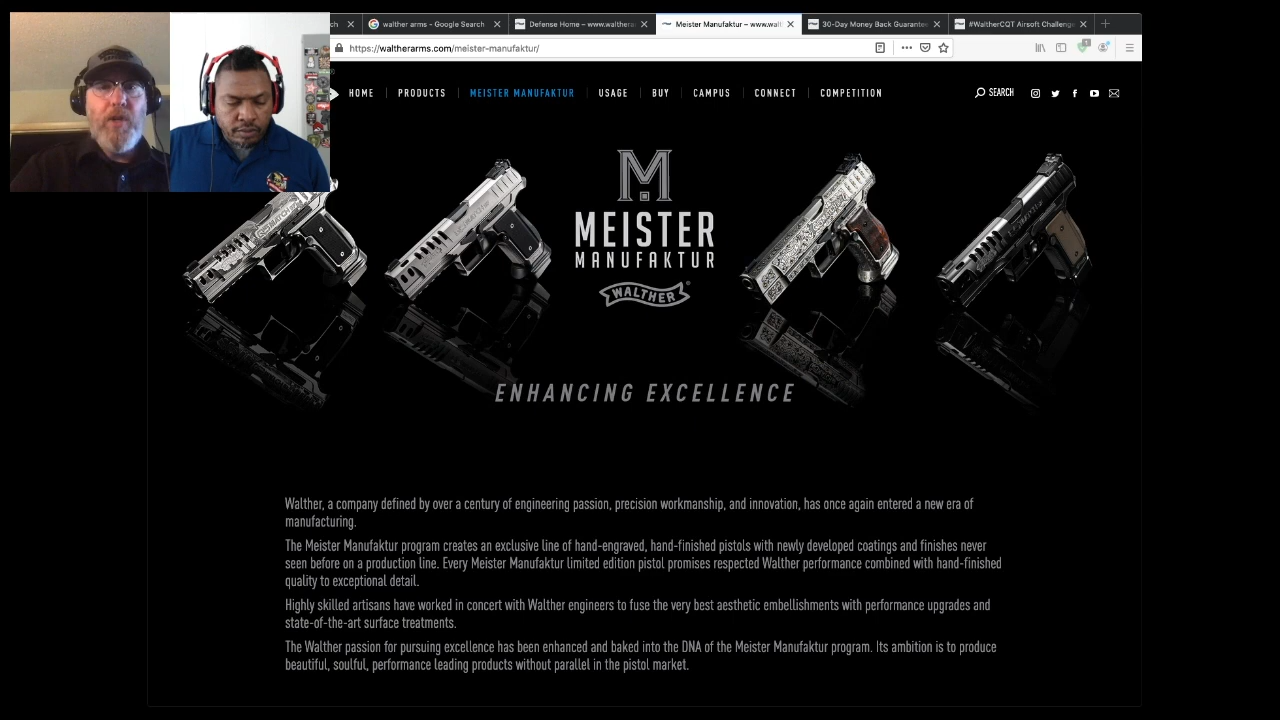 ch
walther arms - Google Search
Defense Home – www.walthera
Meister Manufaktur – www.walt
30-Day Money Back Guarantee
#WaltherCQT Airsoft Challenge
https://waltherarms.com/meister-manufaktur/
HOME PRODUCTS MEISTER MANUFAKTUR USAGE BUY CAMPUS CONNECT COMPETITION SEARCH
M
MEISTER
MANUFAKTUR
WALTHER
ENHANCING EXCELLENCE
Walther, a company defined by over a century of engineering passion, precision workmanship, and innovation, has once again entered a new era of
manufacturing.
The Meister Manufaktur program creates an exclusive line of hand-engraved, hand-finished pistols with newly developed coatings and finishes never
seen before on a production line. Every Meister Manufaktur limited edition pistol promises respected Walther performance combined with hand-finished
quality to exceptional detail.
Highly skilled artisans have worked in concert with Walther engineers to fuse the very best aesthetic embellishments with performance upgrades and
state-of-the-art surface treatments.
The Walther passion for pursuing excellence has been enhanced and baked into the DNA of the Meister Manufaktur program. Its ambition is to produce
beautiful, soulful, performance leading products without parallel in the pistol market.